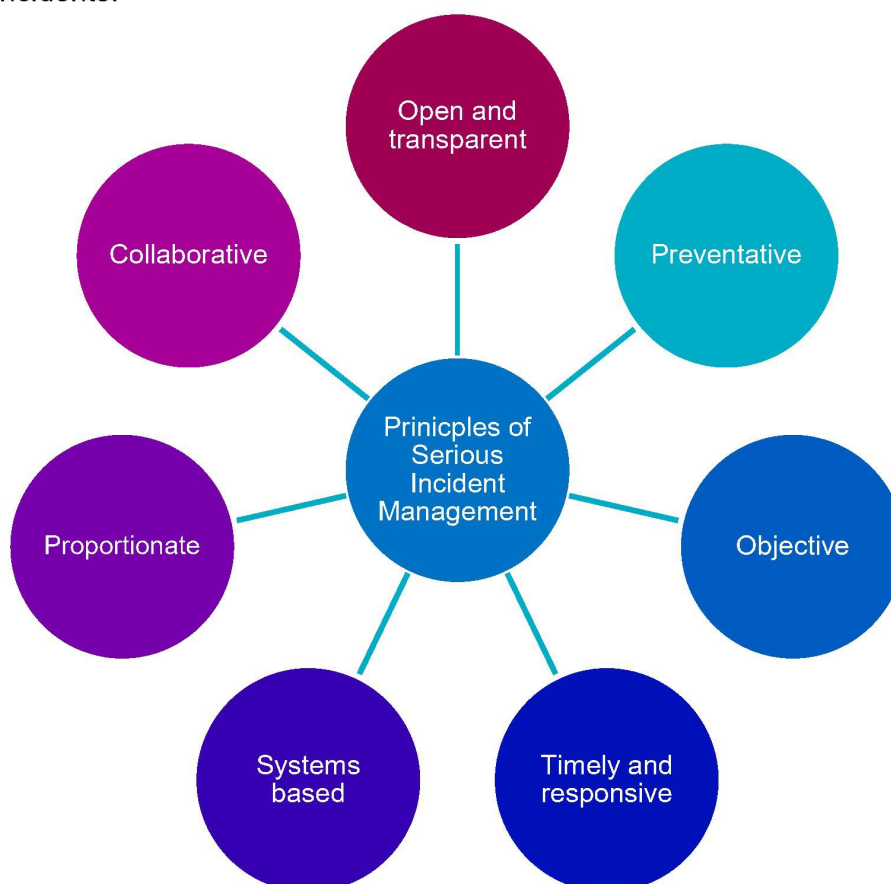 Open and
transparent
Collaborative
Preventative
Prinicples of
Serious
Incident
Management
Proportionate
Objective
Systems
based
Timely and
responsive